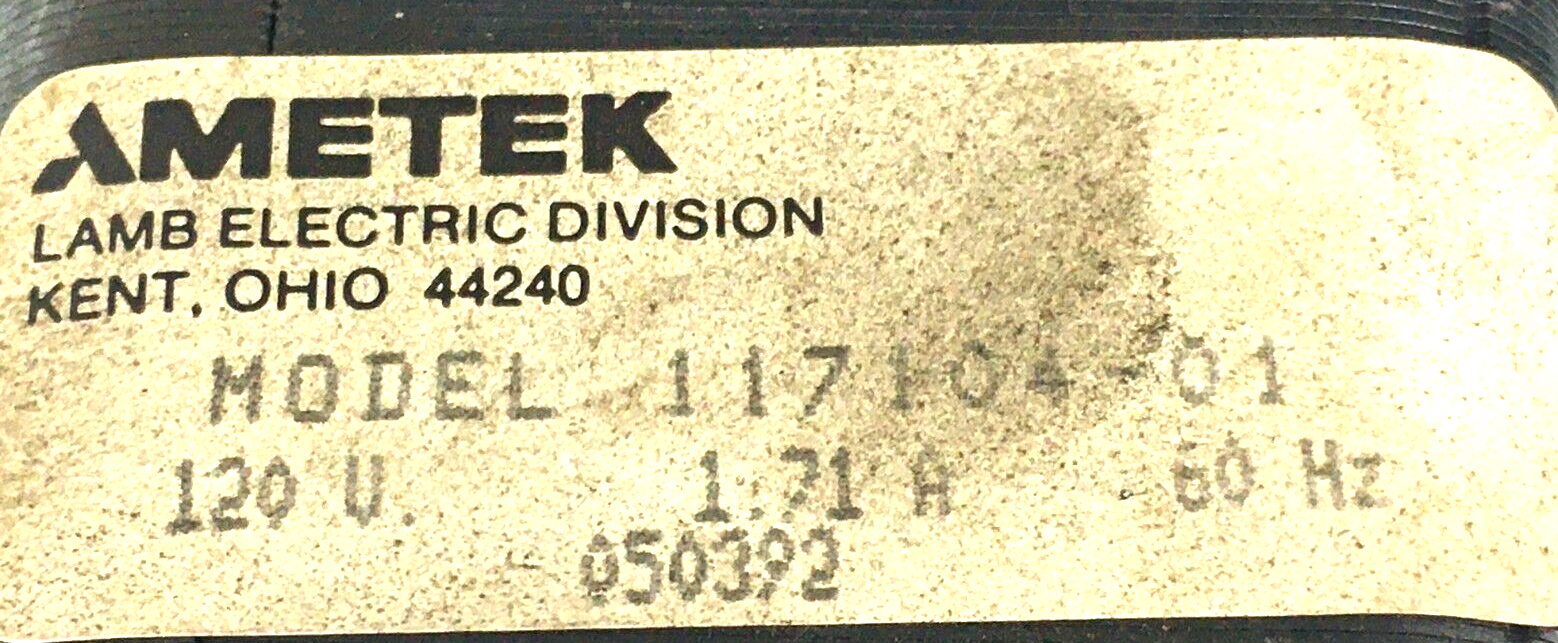 AMETEK
LAMB ELECTRIC DIVISION
KENT, OHIO 44240
MODEL 117104-01
120 V. 1.71 A 60 Hz
050392